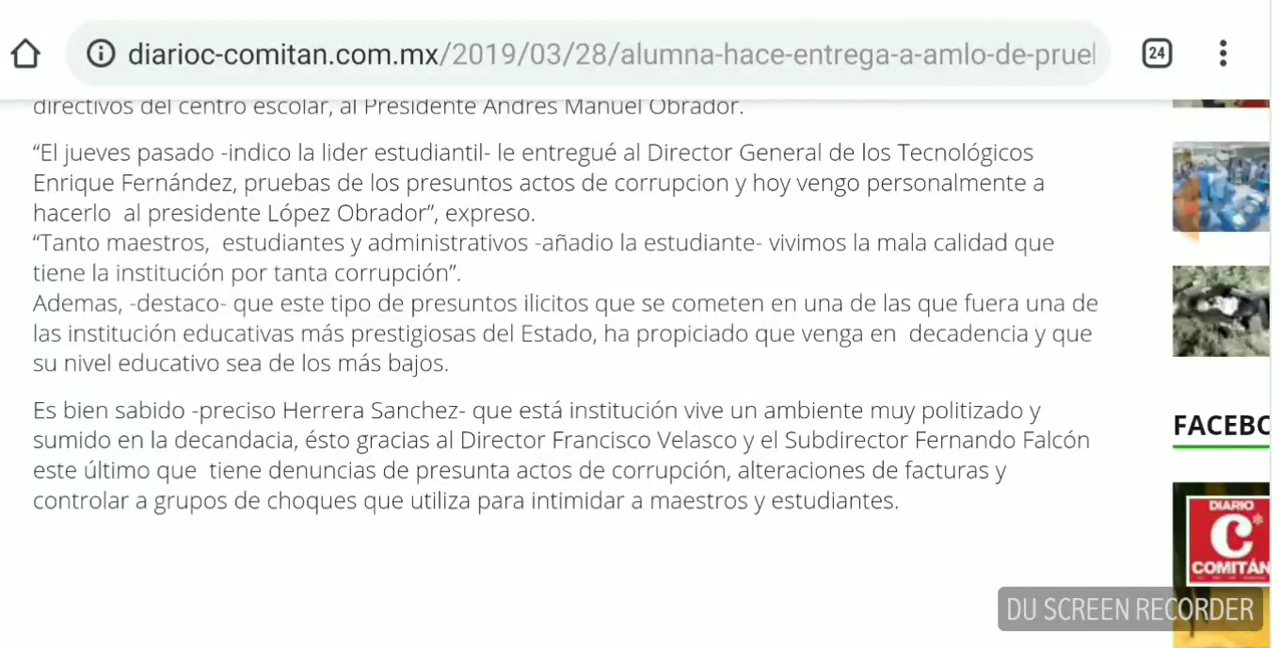 diarioc-comitan.com.mx/2019/03/28/alumna-hace-entrega-a-amlo-de-pruel
24
directivos del centro escolar, al Presidente Andres Manuel Obrador.
“El jueves pasado -indico la lider estudiantil- le entregué al Director General de los Tecnológicos
Enrique Fernández, pruebas de los presuntos actos de corrupcion y hoy vengo personalmente a
hacerlo al presidente López Obrador”, expreso.
“Tanto maestros, estudiantes y administrativos -añadio la estudiante- vivimos la mala calidad que
tiene la institución por tanta corrupción”.
Ademas, -destaco- que este tipo de presuntos ilicitos que se cometen en una de las que fuera una de
las institución educativas más prestigiosas del Estado, ha propiciado que venga en decadencia y que
su nivel educativo sea de los más bajos.
Es bien sabido -preciso Herrera Sanchez- que está institución vive un ambiente muy politizado y
sumido en la decandacia, ésto gracias al Director Francisco Velasco y el Subdirector Fernando Falcón
este último que tiene denuncias de presunta actos de corrupción, alteraciones de facturas y
controlar a grupos de choques que utiliza para intimidar a maestros y estudiantes.
FACEBO
DIARIO
C
COMITÁN
DU SCREEN RECORDER